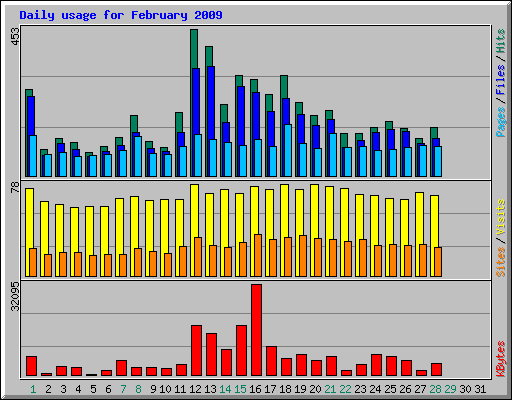 Daily usage for February 2009
453
Pages / Files / Hits
78
Sites / Visits
32095
KBytes
1 2 3 4 5 6 7 8 9 10 11 12 13 14 15 16 17 18 19 20 21 22 23 24 25 26 27 28 29 30 31